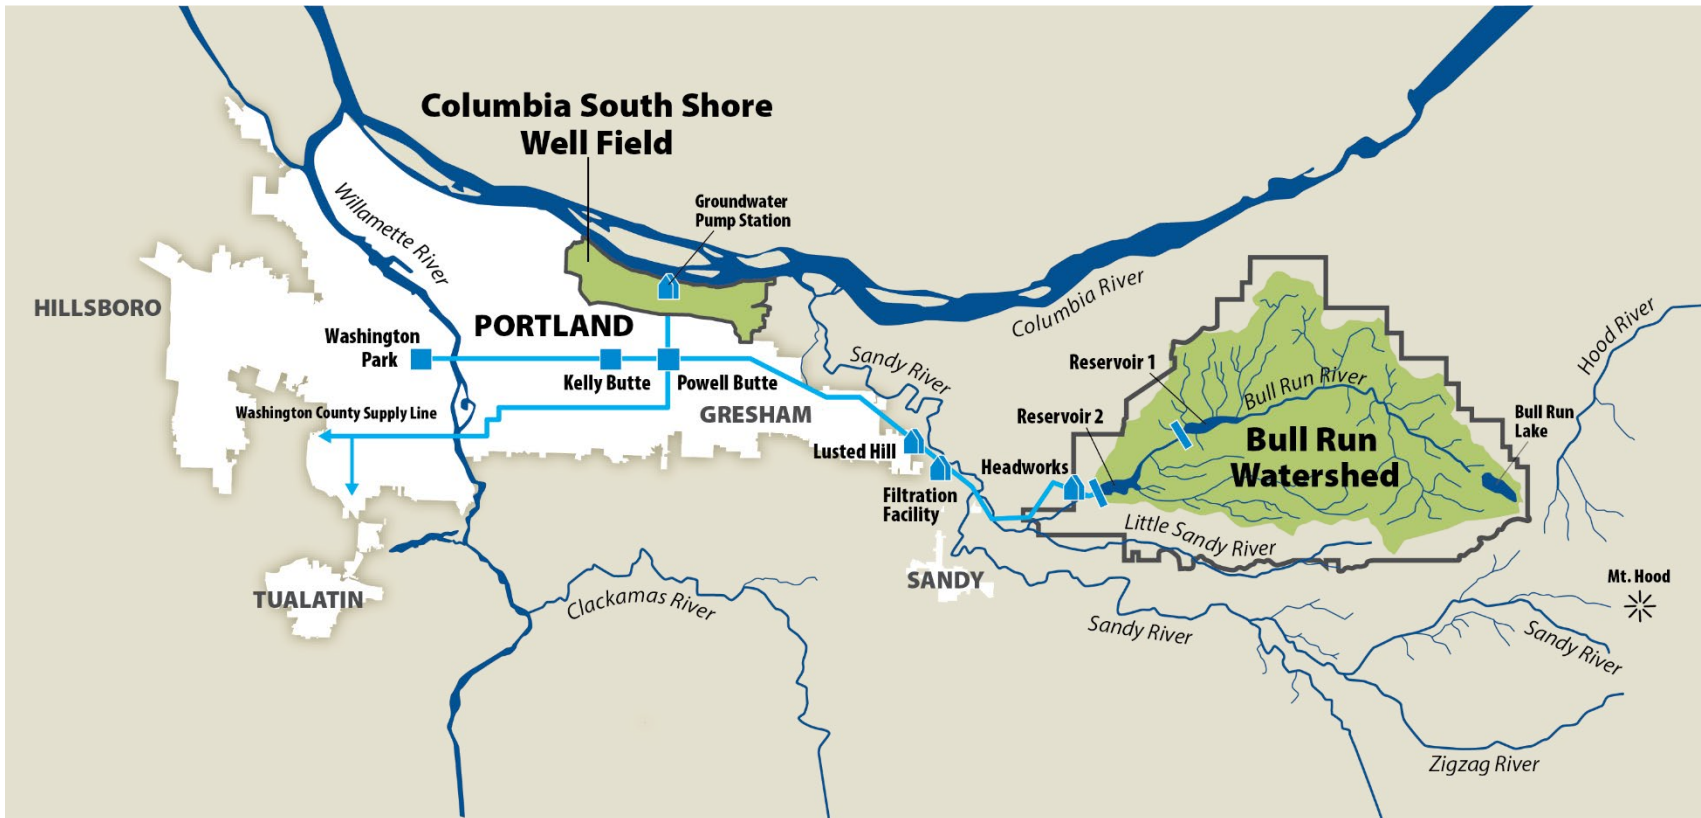 Columbia South Shore
Well Field
Groundwater
Pump Station
Willamette River
HILLSBORO
Washington
Park
PORTLAND
Kelly Butte
Powell Butte
Washington County Supply Line
GRESHAM
Sandy River
Columbia River
Lusted Hill
Filtration
Facility
Headworks
Reservoir 1
Reservoir 2
Bull Run River
Bull Run
Watershed
Bull Run
Lake
Hood River
Little Sandy River
SANDY
TUALATIN
Clackamas River
Sandy River
Mt. Hood
Sandy River
Zigzag River